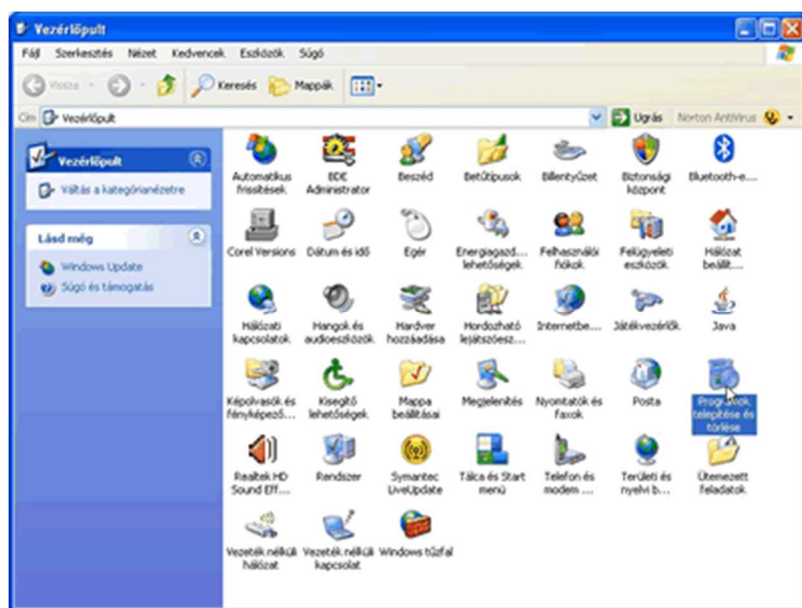 Vezérlőpult
Fájl Szerkesztés Nézet Kedvencek Eszközök Súgó
Vissza Keresés Mappák
Cím Vezérlőpult Ugrás Norton AntiVirus
Vezérlőpult
Váltás a kategórianézetre
Lásd még
Windows Update
Súgó és támogatás
Automatikus frissítések
BDE Administrator
Beszéd
Betűtípusok
Billentyűzet
Biztonsági központ
Bluetooth-e...
Corel Versions
Dátum és idő
Egér
Energiagazd... lehetőségek
Felhasználói fiókok
Felügyeleti eszközök
Hálózat beállít...
Hálózati kapcsolatok
Hangok és audioeszközök
Hardver hozzáadása
Hordozható lejátszóesz...
Internetbe...
Játékvezérlők
Java
Képolvasók és fényképező...
Kisegítő lehetőségek
Mappa beállításai
Megjelenítés
Nyomtatók és faxok
Posta
Programok telepítése és törlése
Realtek HD Sound Eff...
Rendszer
Symantec LiveUpdate
Tálca és Start menü
Telefon és modem ...
Területi és nyelvi b...
Ütemezett feladatok
Vezeték nélküli hálózat
Vezeték nélküli kapcsolat
Windows tűzfal